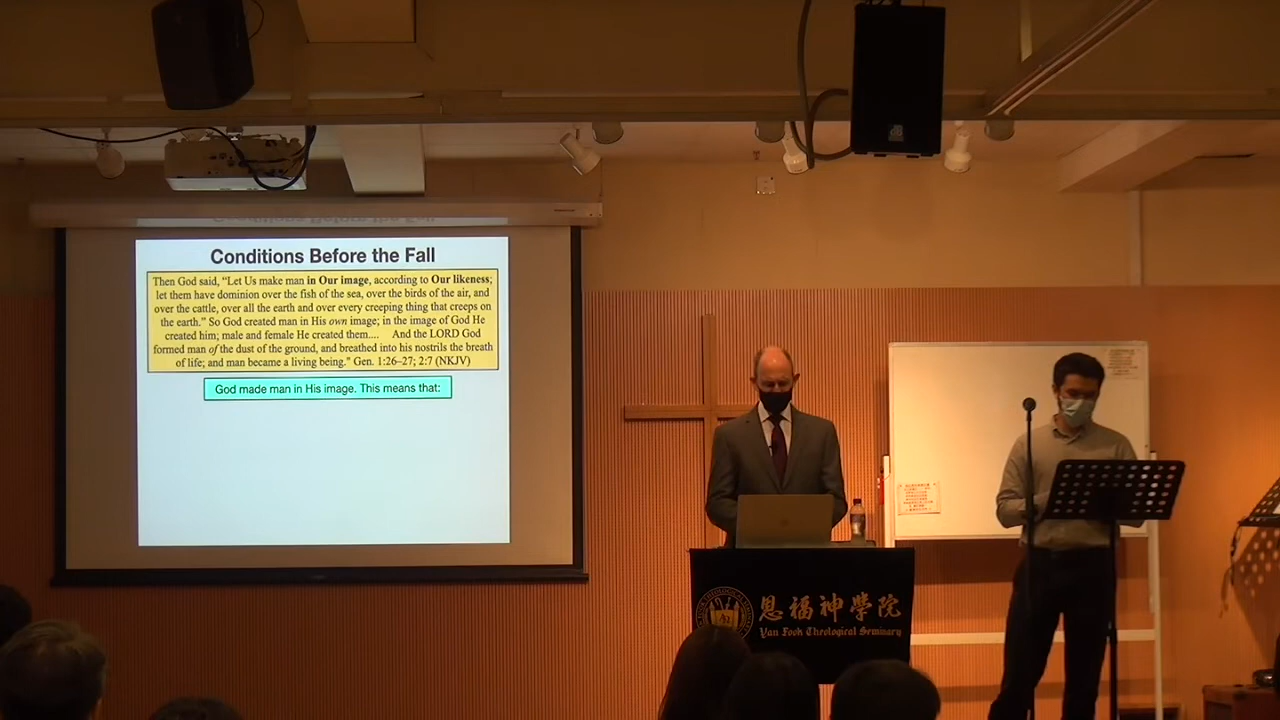 Conditions Before the Fall
Then God said, “Let Us make man in Our image, according to Our likeness;
let them have dominion over the fish of the sea, over the birds of the air, and
over the cattle, over all the earth and over every creeping thing that creeps on
the earth.” So God created man in His own image; in the image of God He
created him; male and female He created them.... And the LORD God
formed man of the dust of the ground, and breathed into his nostrils the breath
of life; and man became a living being.” Gen. 1:26–27; 2:7 (NKJV)
God made man in His image. This means that:
恩福神學院
Yan Fook Theological Seminary